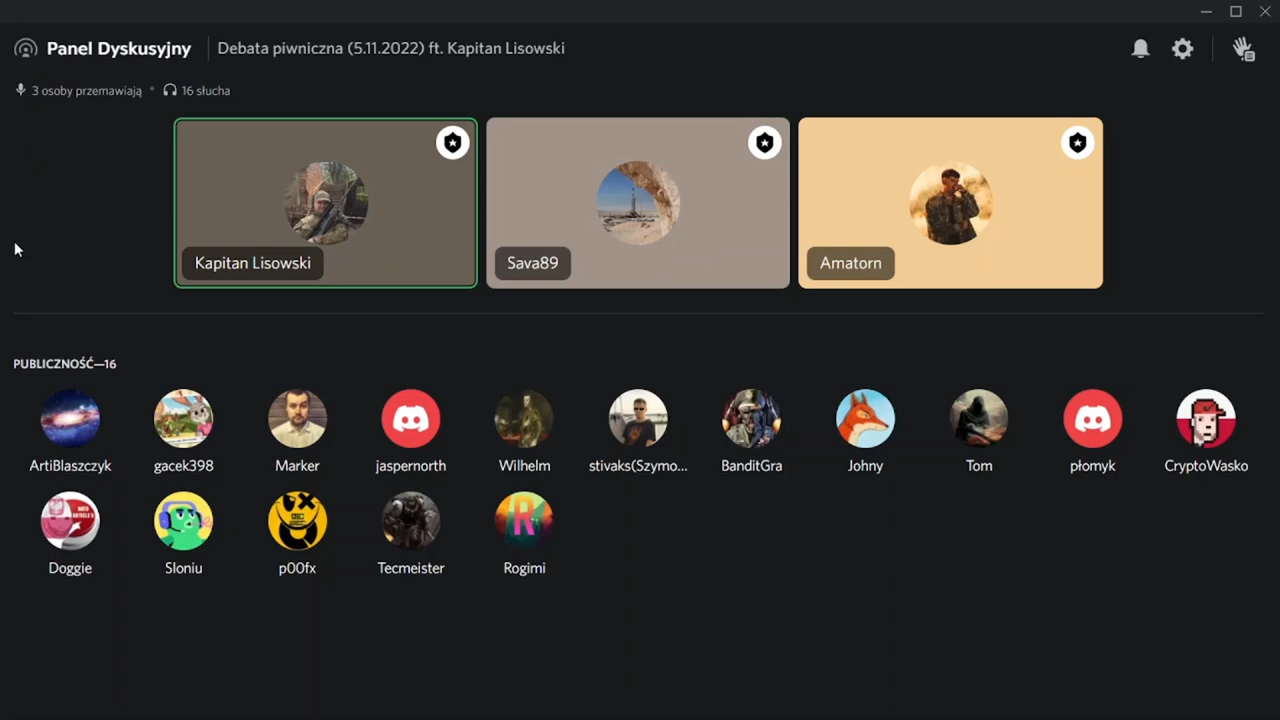 Panel Dyskusyjny
Debata piwniczna (5.11.2022) ft. Kapitan Lisowski
3 osoby przemawiają • 16 słucha
Kapitan Lisowski
Sava89
Amatorn
PUBLICZNOŚĆ—16
ArtiBlaszczyk gacek398 Marker jaspernorth Wilhelm stivaks(Szymo... BanditGra Johny Tom płomyk CryptoWasko
Doggie Sloniu p00fx Tecmeister Rogimi